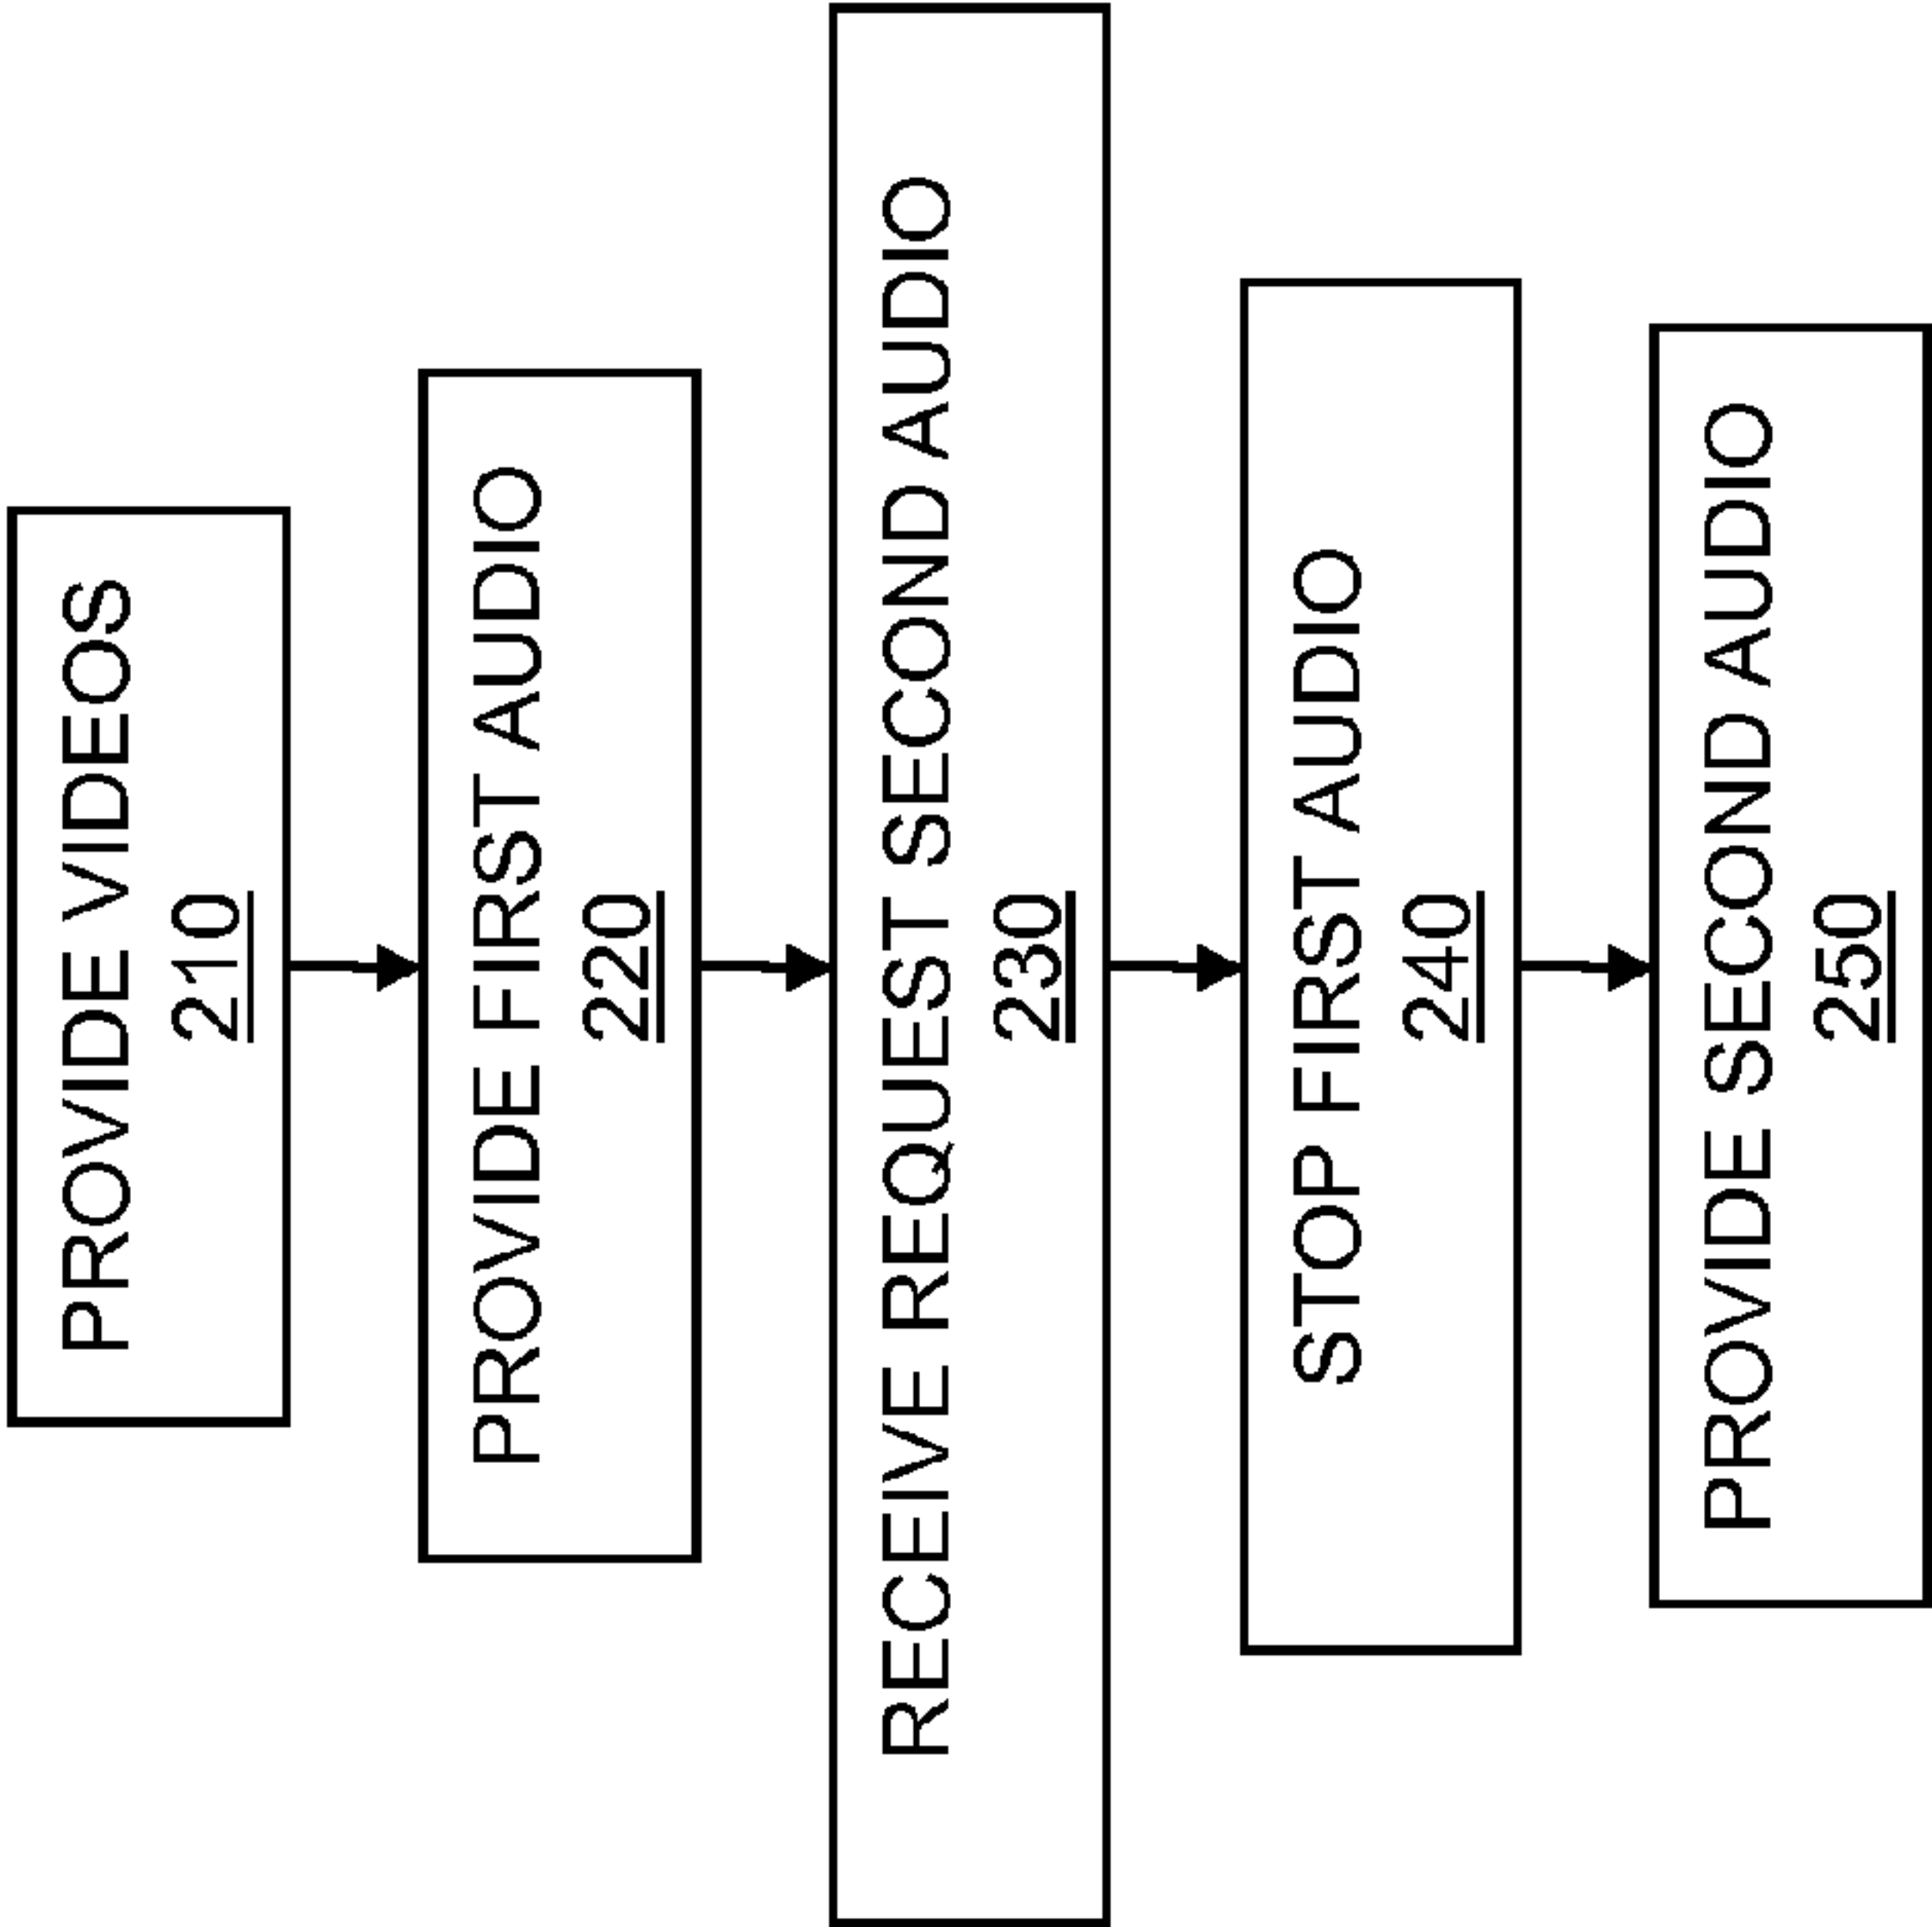 PROVIDE VIDEOS
210
PROVIDE FIRST AUDIO
220
RECEIVE REQUEST SECOND AUDIO
230
STOP FIRST AUDIO
240
PROVIDE SECOND AUDIO
250